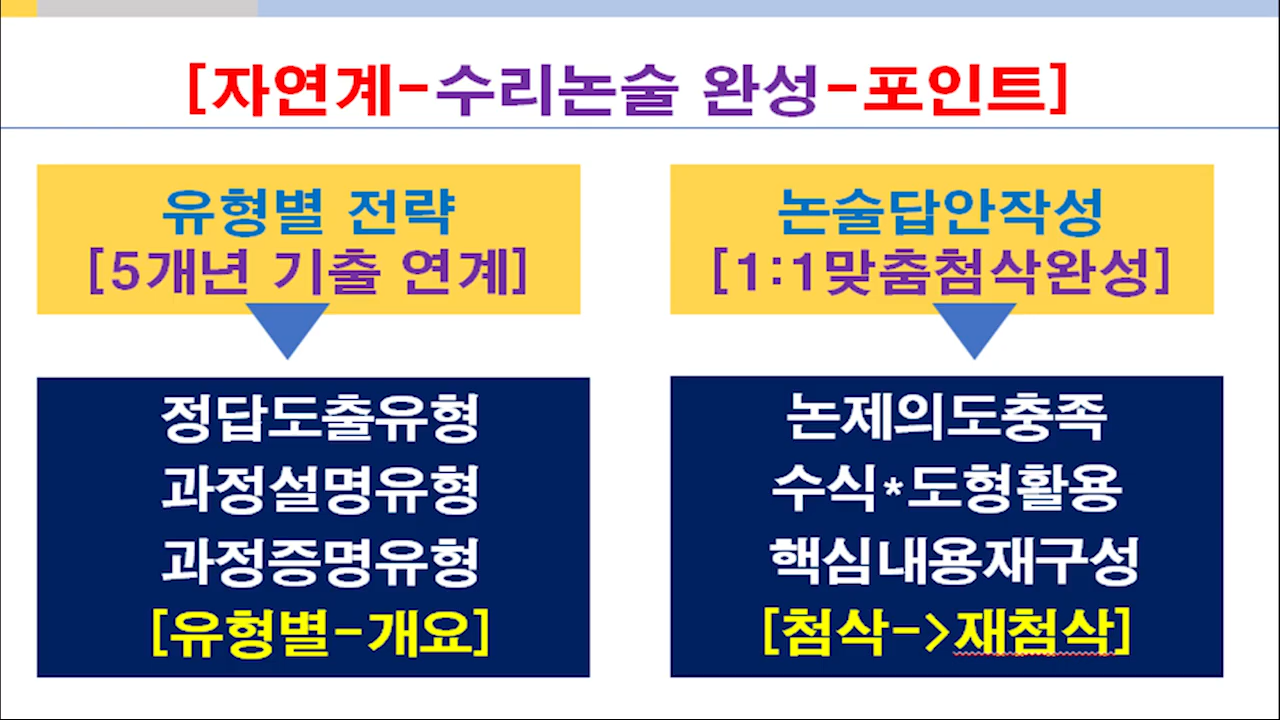 [자연계-수리논술 완성-포인트]
유형별 전략
[5개년 기출 연계]
정답도출유형
과정설명유형
과정증명유형
[유형별-개요]
논술답안작성
[1:1맞춤첨삭완성]
논제의도충족
수식*도형활용
핵심내용재구성
[첨삭->재첨삭]